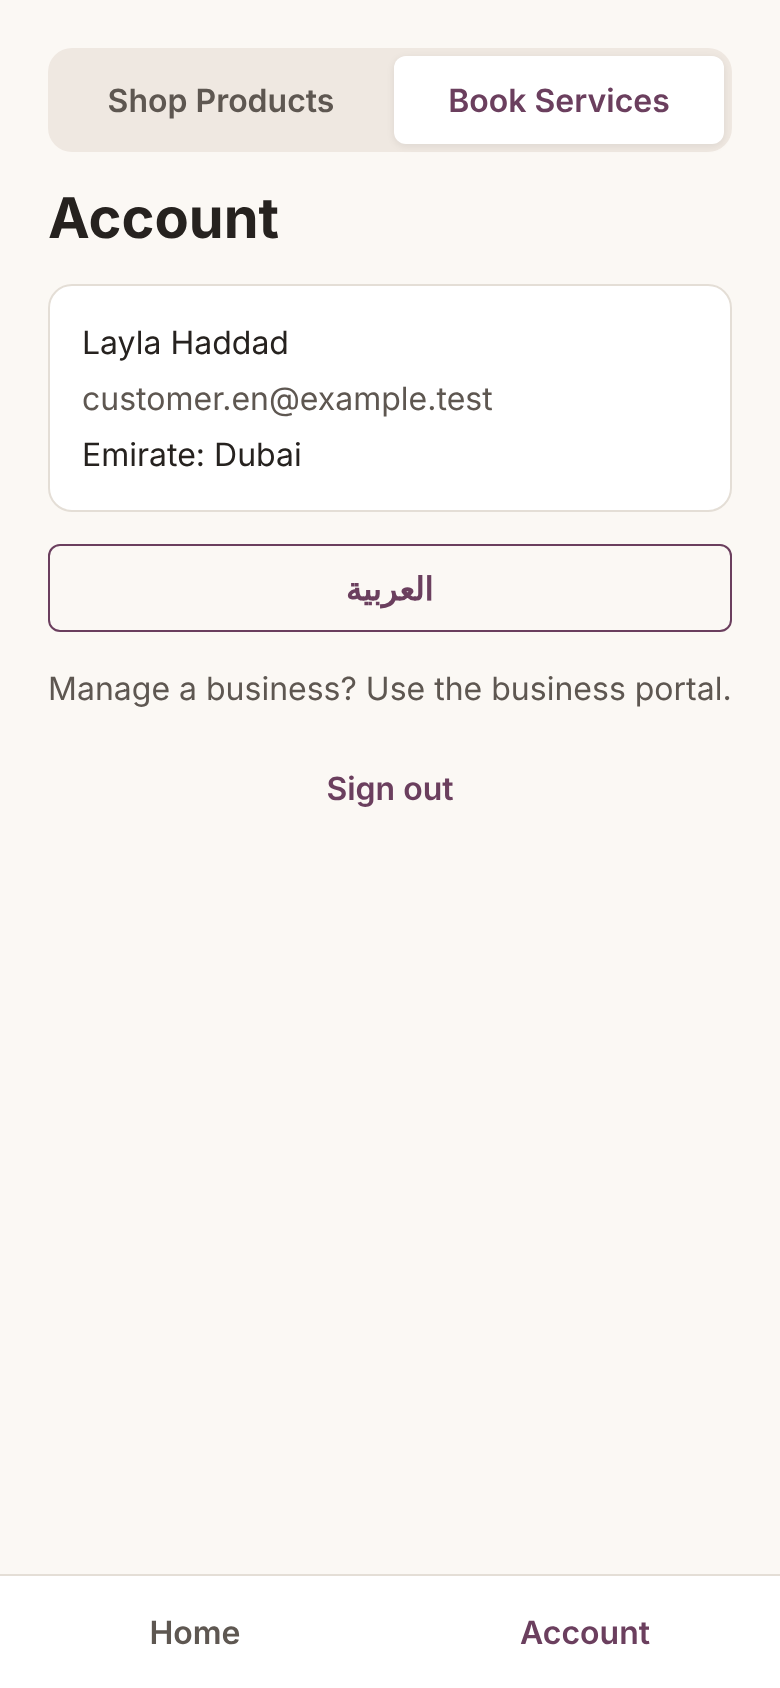 Shop Products
Book Services
Account
Layla Haddad
customer.en@example.test
Emirate: Dubai
العربية
Manage a business? Use the business portal.
Sign out
Home
Account